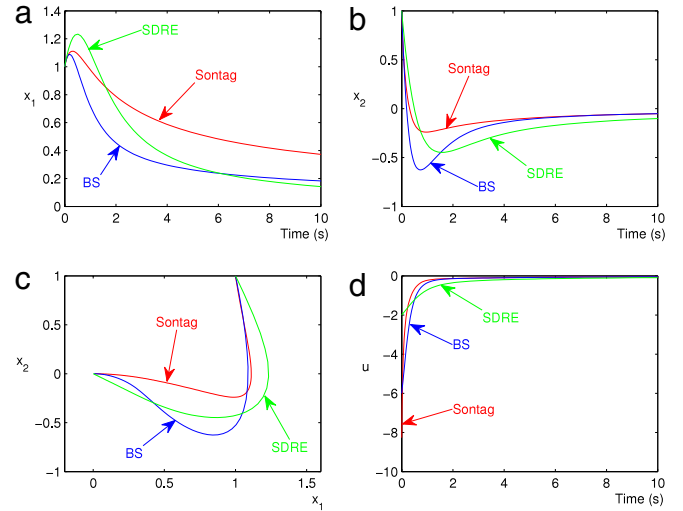 a
1.4
1.2
1
0.8
0.6
0.4
0.2
0
x1
SDRE
Sontag
BS
0 2 4 6 8 10
Time (s)
b
1
0.5
0
−0.5
−1
x2
Sontag
SDRE
BS
0 2 4 6 8 10
Time (s)
c
1
0.5
0
−0.5
−1
x2
Sontag
BS
SDRE
0 0.5 1 1.5
x1
d
0
−2
−4
−6
−8
−10
u
SDRE
BS
Sontag
0 2 4 6 8 10
Time (s)